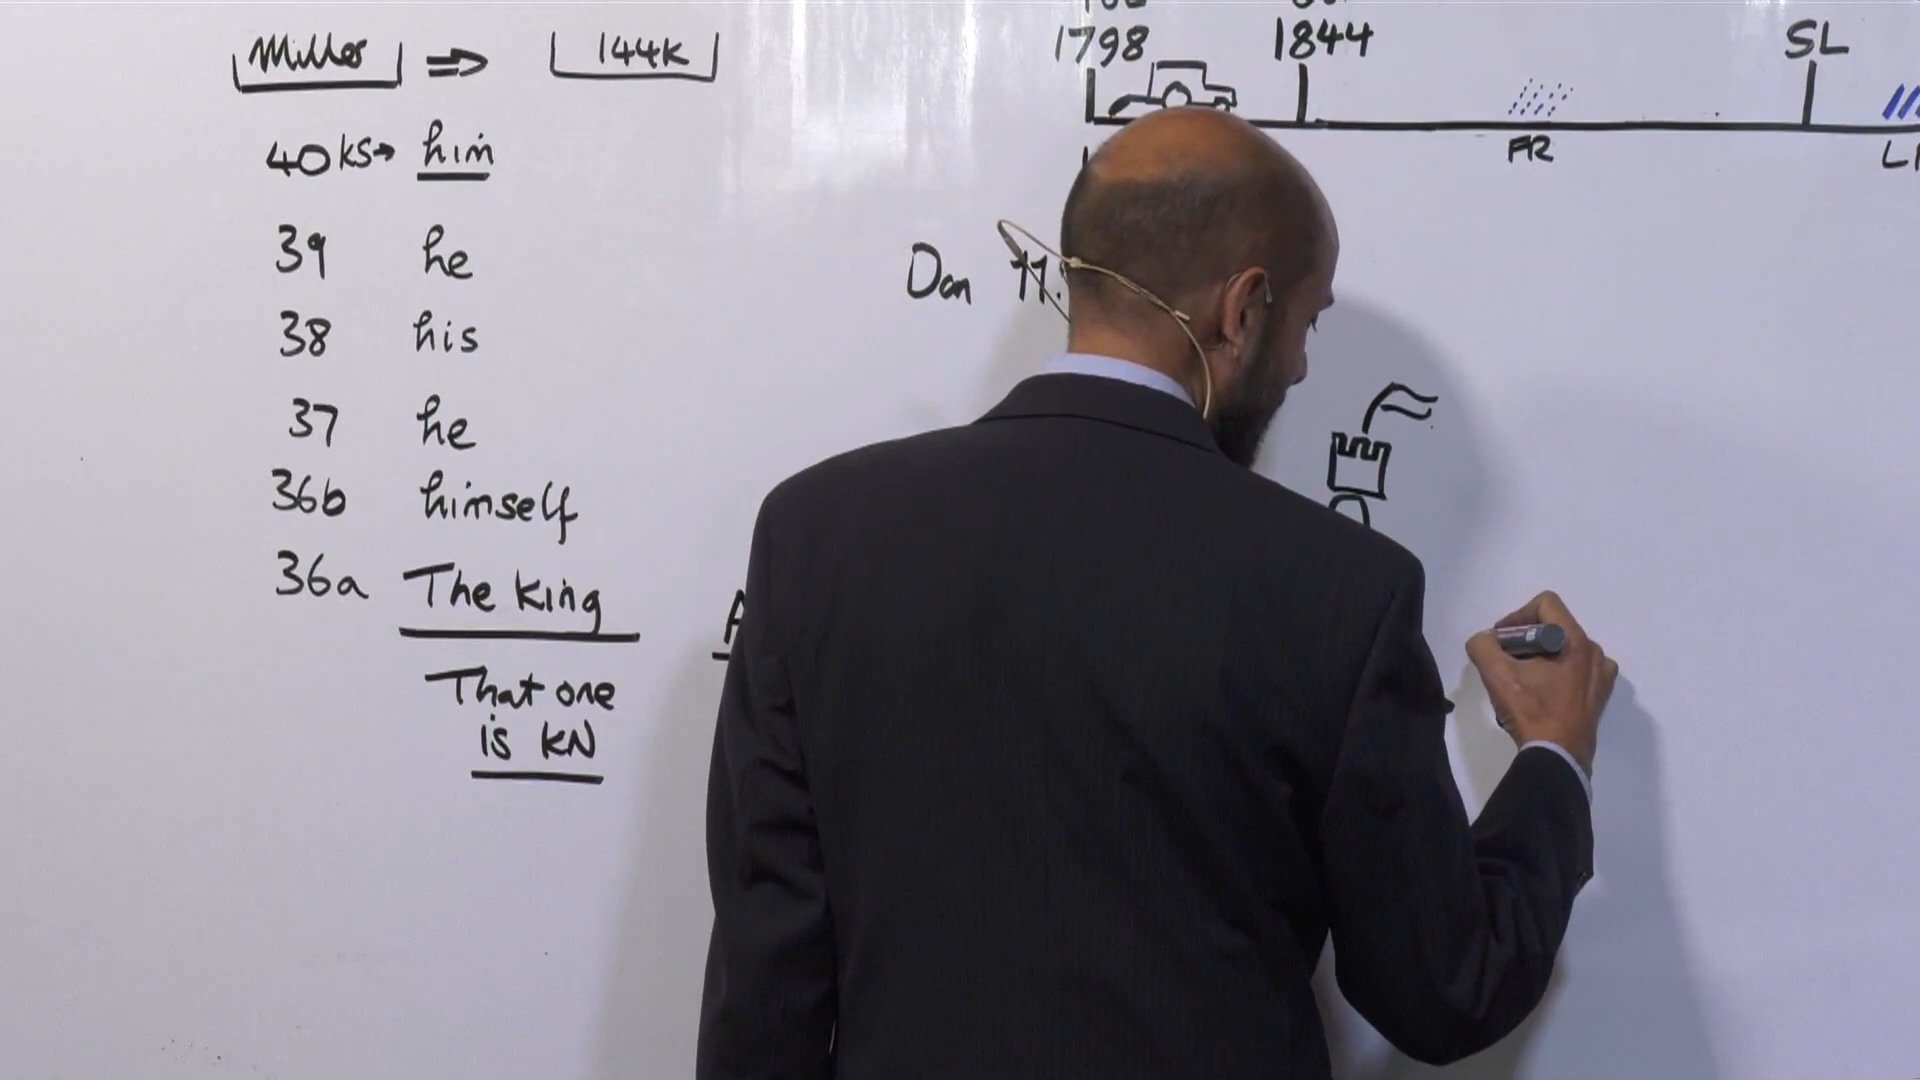 Miller ⇒ 144K
40 KS→ him
39 he
38 his
37 he
36b himself
36a The King
That one
is KN
1798 1844 SL
FR
Dan 11: